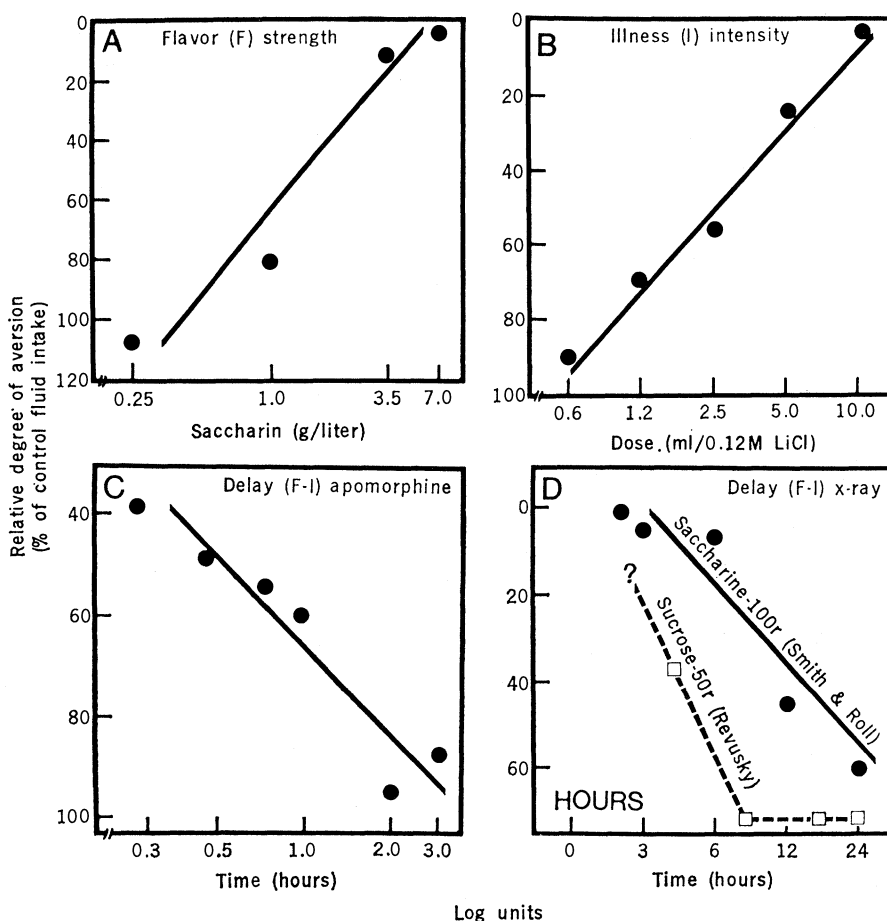 Relative degree of aversion
(% of control fluid intake)
A
Flavor (F) strength
0
20
40
60
80
100
120
0.25
1.0
3.5
7.0
Saccharin (g/liter)
B
Illness (I) intensity
0
20
40
60
80
100
0.6
1.2
2.5
5.0
10.0
Dose.(ml/0.12M LiCl)
C
Delay (F-I) apomorphine
40
60
80
100
0.3
0.5
1.0
2.0
3.0
Time (hours)
D
Delay (F-I) x-ray
0
20
40
60
?
Saccharine-100r (Smith & Roll)
Sucrose-50r (Revusky)
HOURS
0
3
6
12
24
Time (hours)
Log units